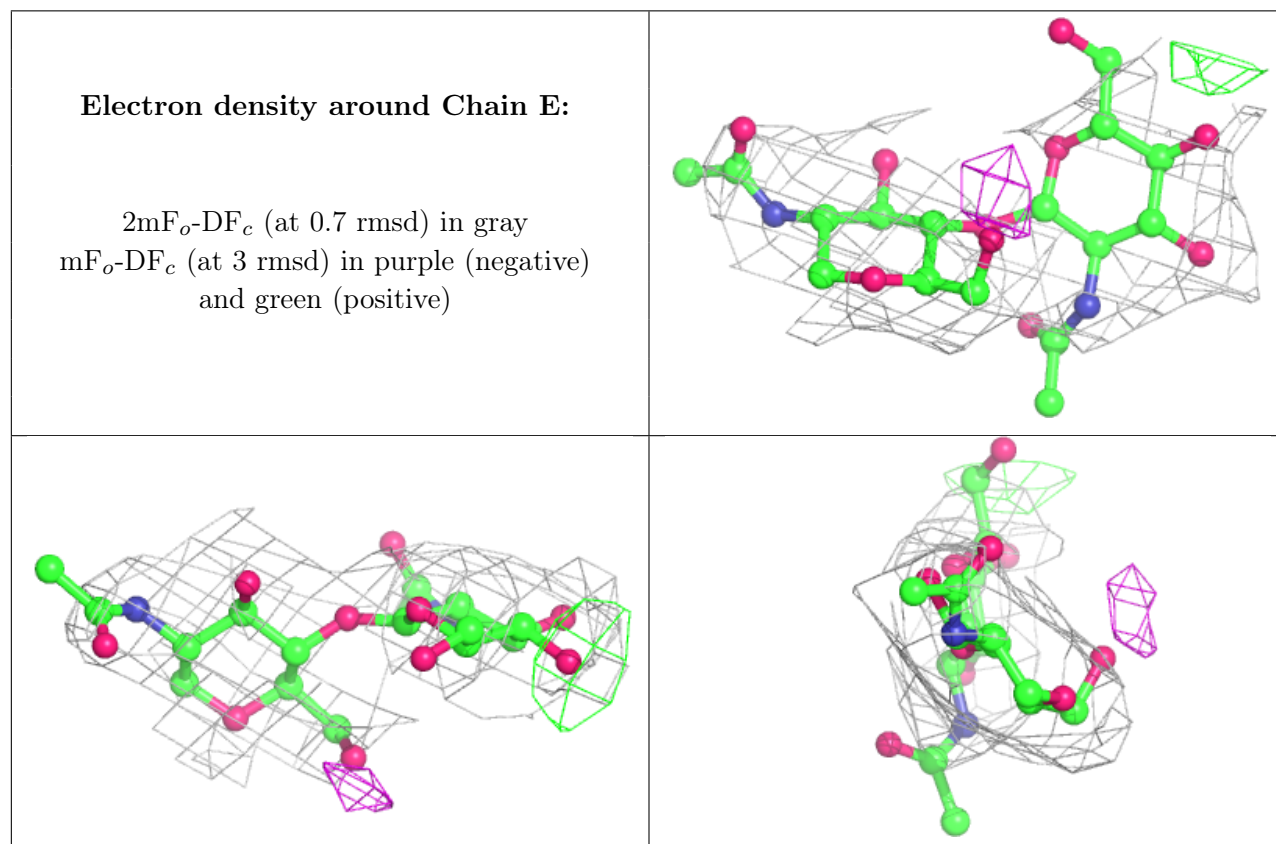 Electron density around Chain E:
2mFₒ-DF𝒸 (at 0.7 rmsd) in gray
mFₒ-DF𝒸 (at 3 rmsd) in purple (negative)
and green (positive)